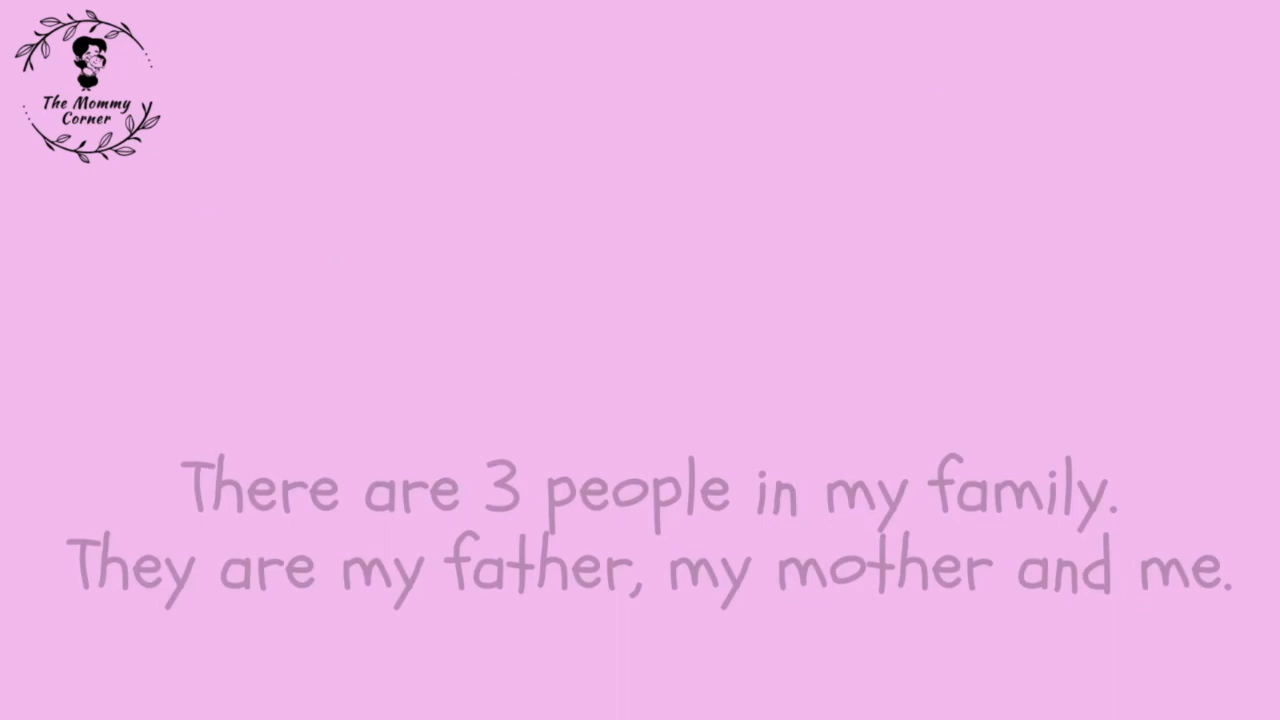 The Mommy
Corner
There are 3 people in my family.
They are my father, my mother and me.